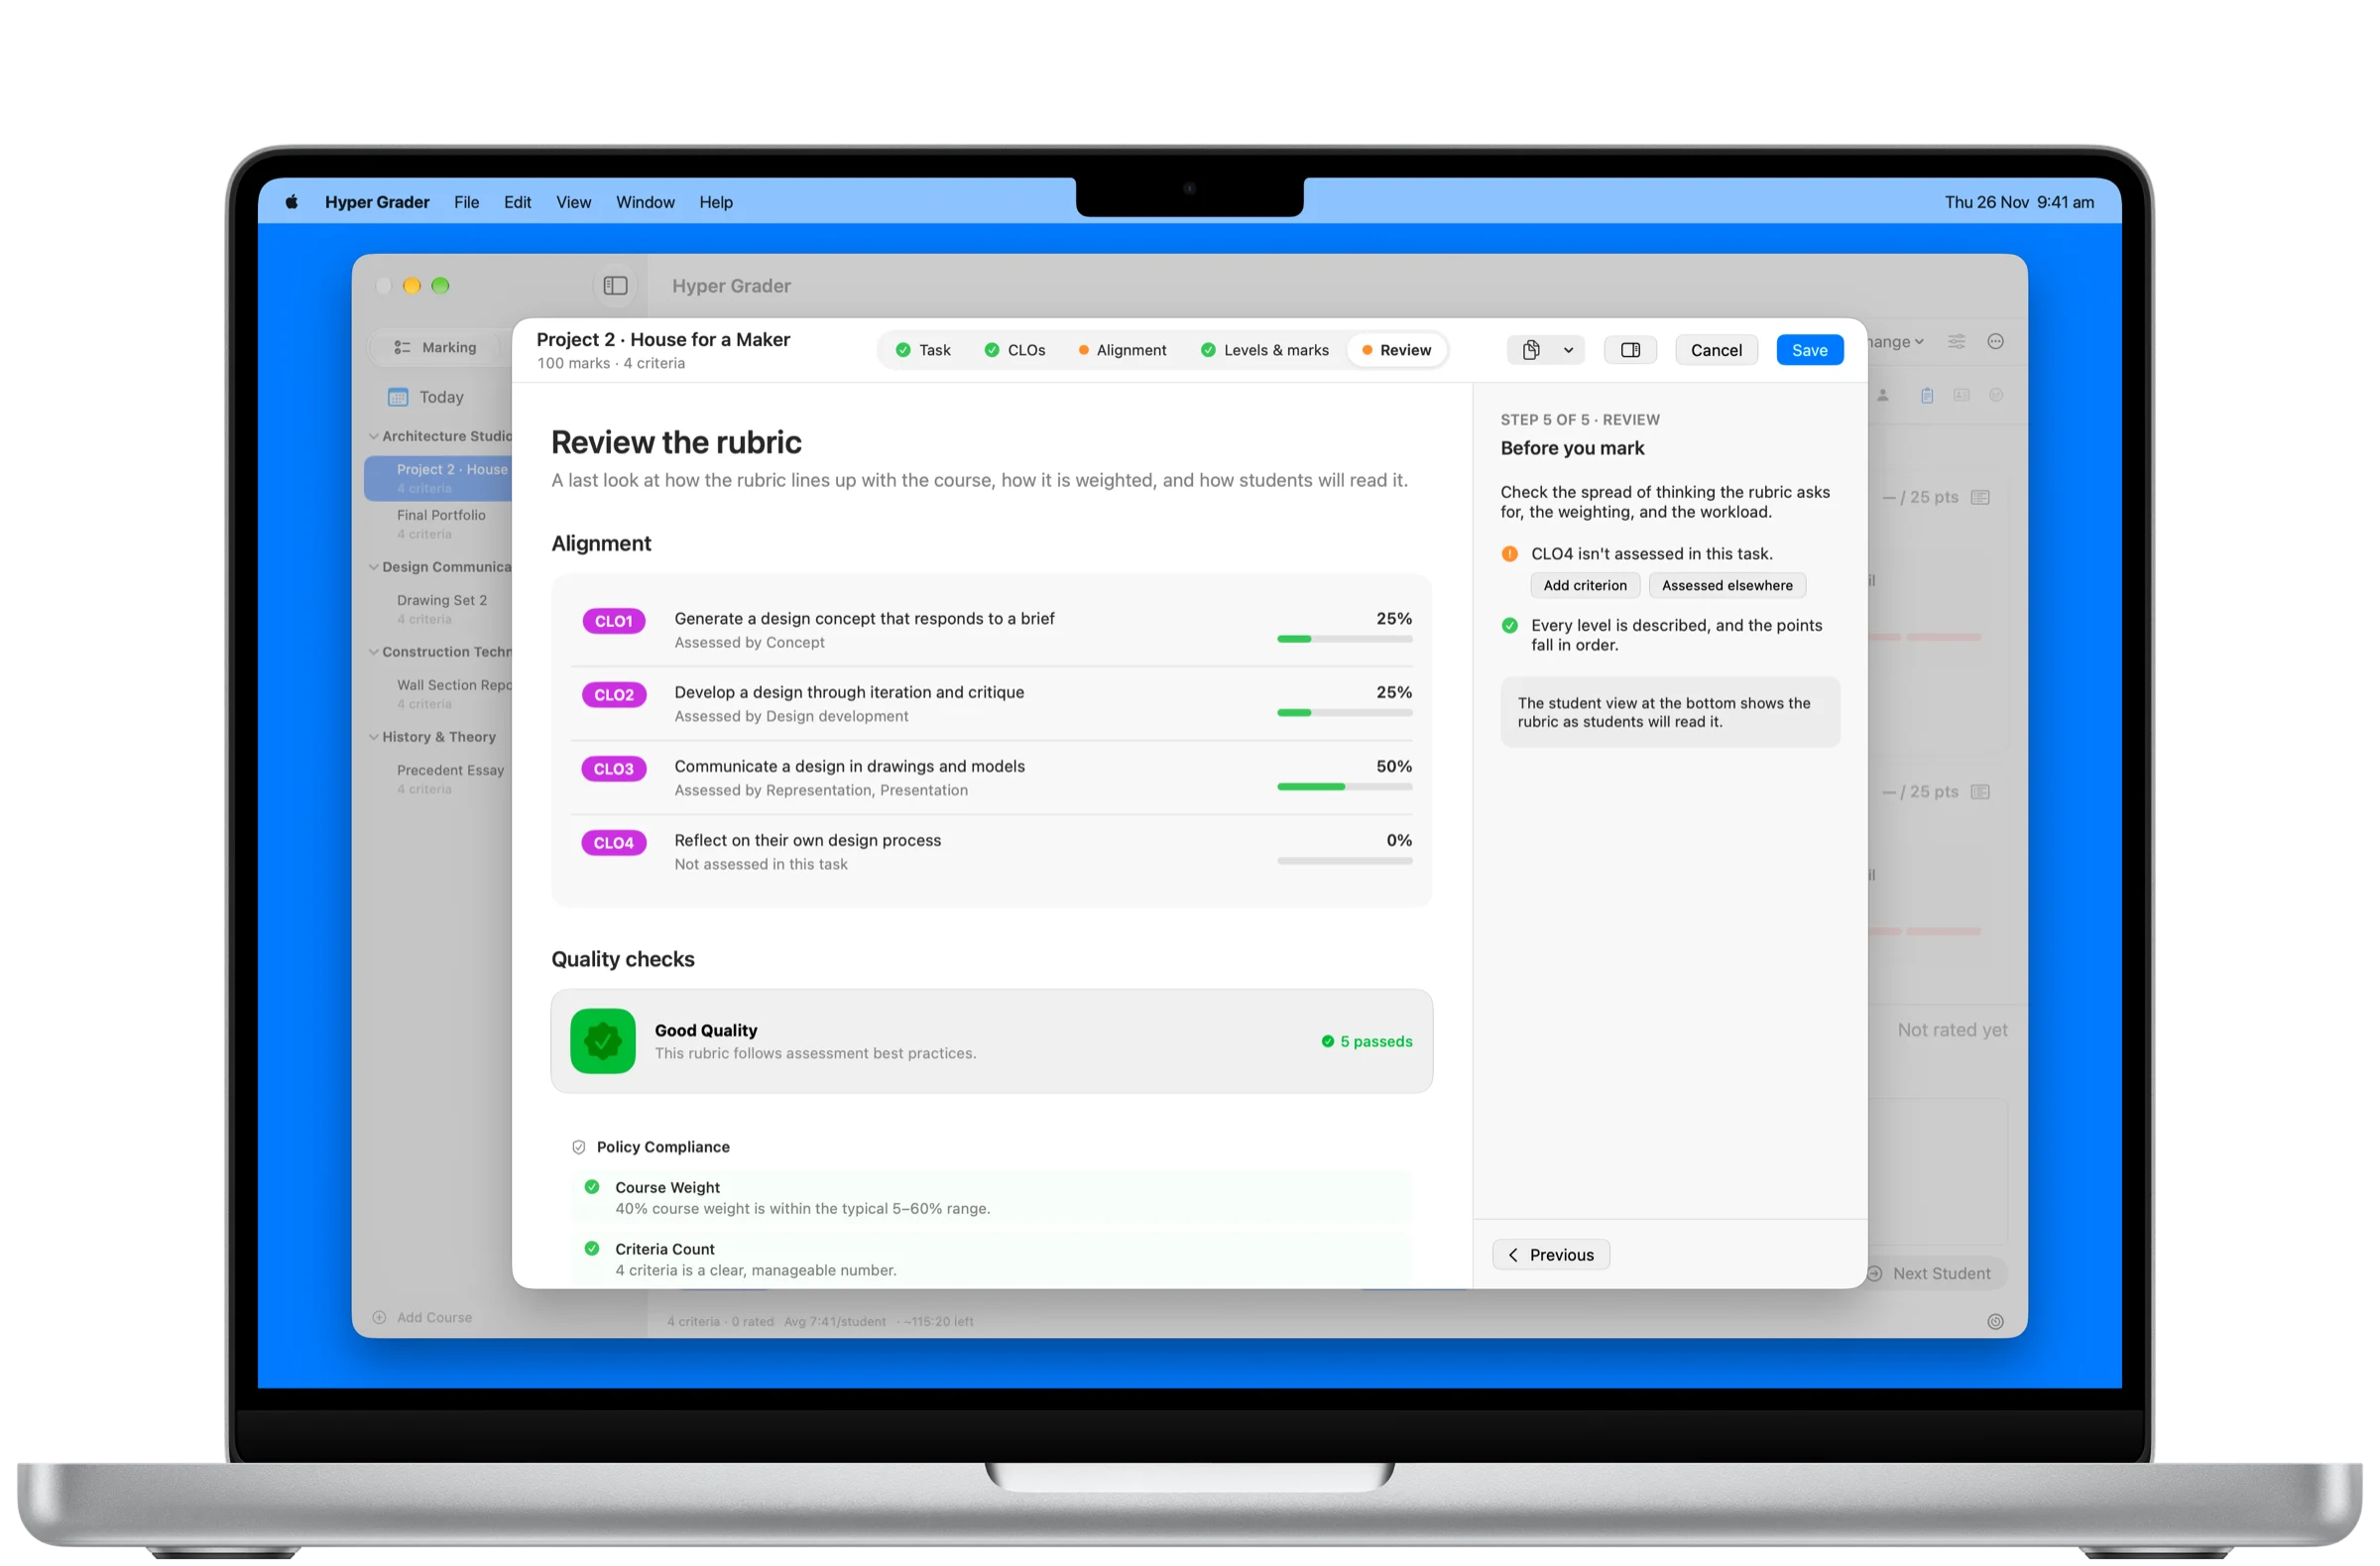 Hyper Grader File Edit View Window Help
Thu 26 Nov 9:41 am
Hyper Grader
Marking
Today
Architecture Studio
Project 2 · House
4 criteria
Final Portfolio
4 criteria
Design Communica
Drawing Set 2
4 criteria
Construction Techn
Wall Section Repo
4 criteria
History & Theory
Precedent Essay
4 criteria
Add Course
Project 2 · House for a Maker
100 marks · 4 criteria
Task CLOs Alignment Levels & marks Review
Cancel Save
Review the rubric
A last look at how the rubric lines up with the course, how it is weighted, and how students will read it.
Alignment
CLO1 Generate a design concept that responds to a brief 25%
Assessed by Concept
CLO2 Develop a design through iteration and critique 25%
Assessed by Design development
CLO3 Communicate a design in drawings and models 50%
Assessed by Representation, Presentation
CLO4 Reflect on their own design process 0%
Not assessed in this task
Quality checks
Good Quality
This rubric follows assessment best practices.
5 passeds
Policy Compliance
Course Weight
40% course weight is within the typical 5–60% range.
Criteria Count
4 criteria is a clear, manageable number.
STEP 5 OF 5 · REVIEW
Before you mark
Check the spread of thinking the rubric asks
for, the weighting, and the workload.
CLO4 isn't assessed in this task.
Add criterion Assessed elsewhere
Every level is described, and the points
fall in order.
The student view at the bottom shows the
rubric as students will read it.
Previous
hange
— / 25 pts
il
— / 25 pts
il
Not rated yet
Next Student
4 criteria · 0 rated Avg 7:41/student · ~115:20 left